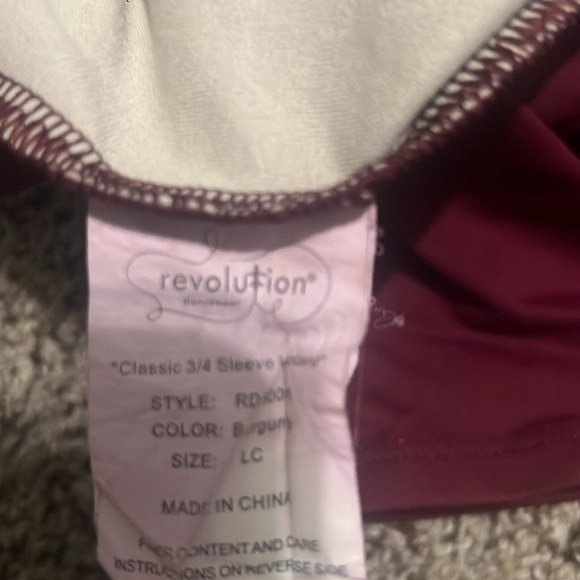 revolution®
dancewear
"Classic 3/4 Sleeve
STYLE:
COLOR: Burgundy
SIZE: LC
MADE IN CHINA
FIBER CONTENT AND CARE
INSTRUCTIONS ON REVERSE SIDE